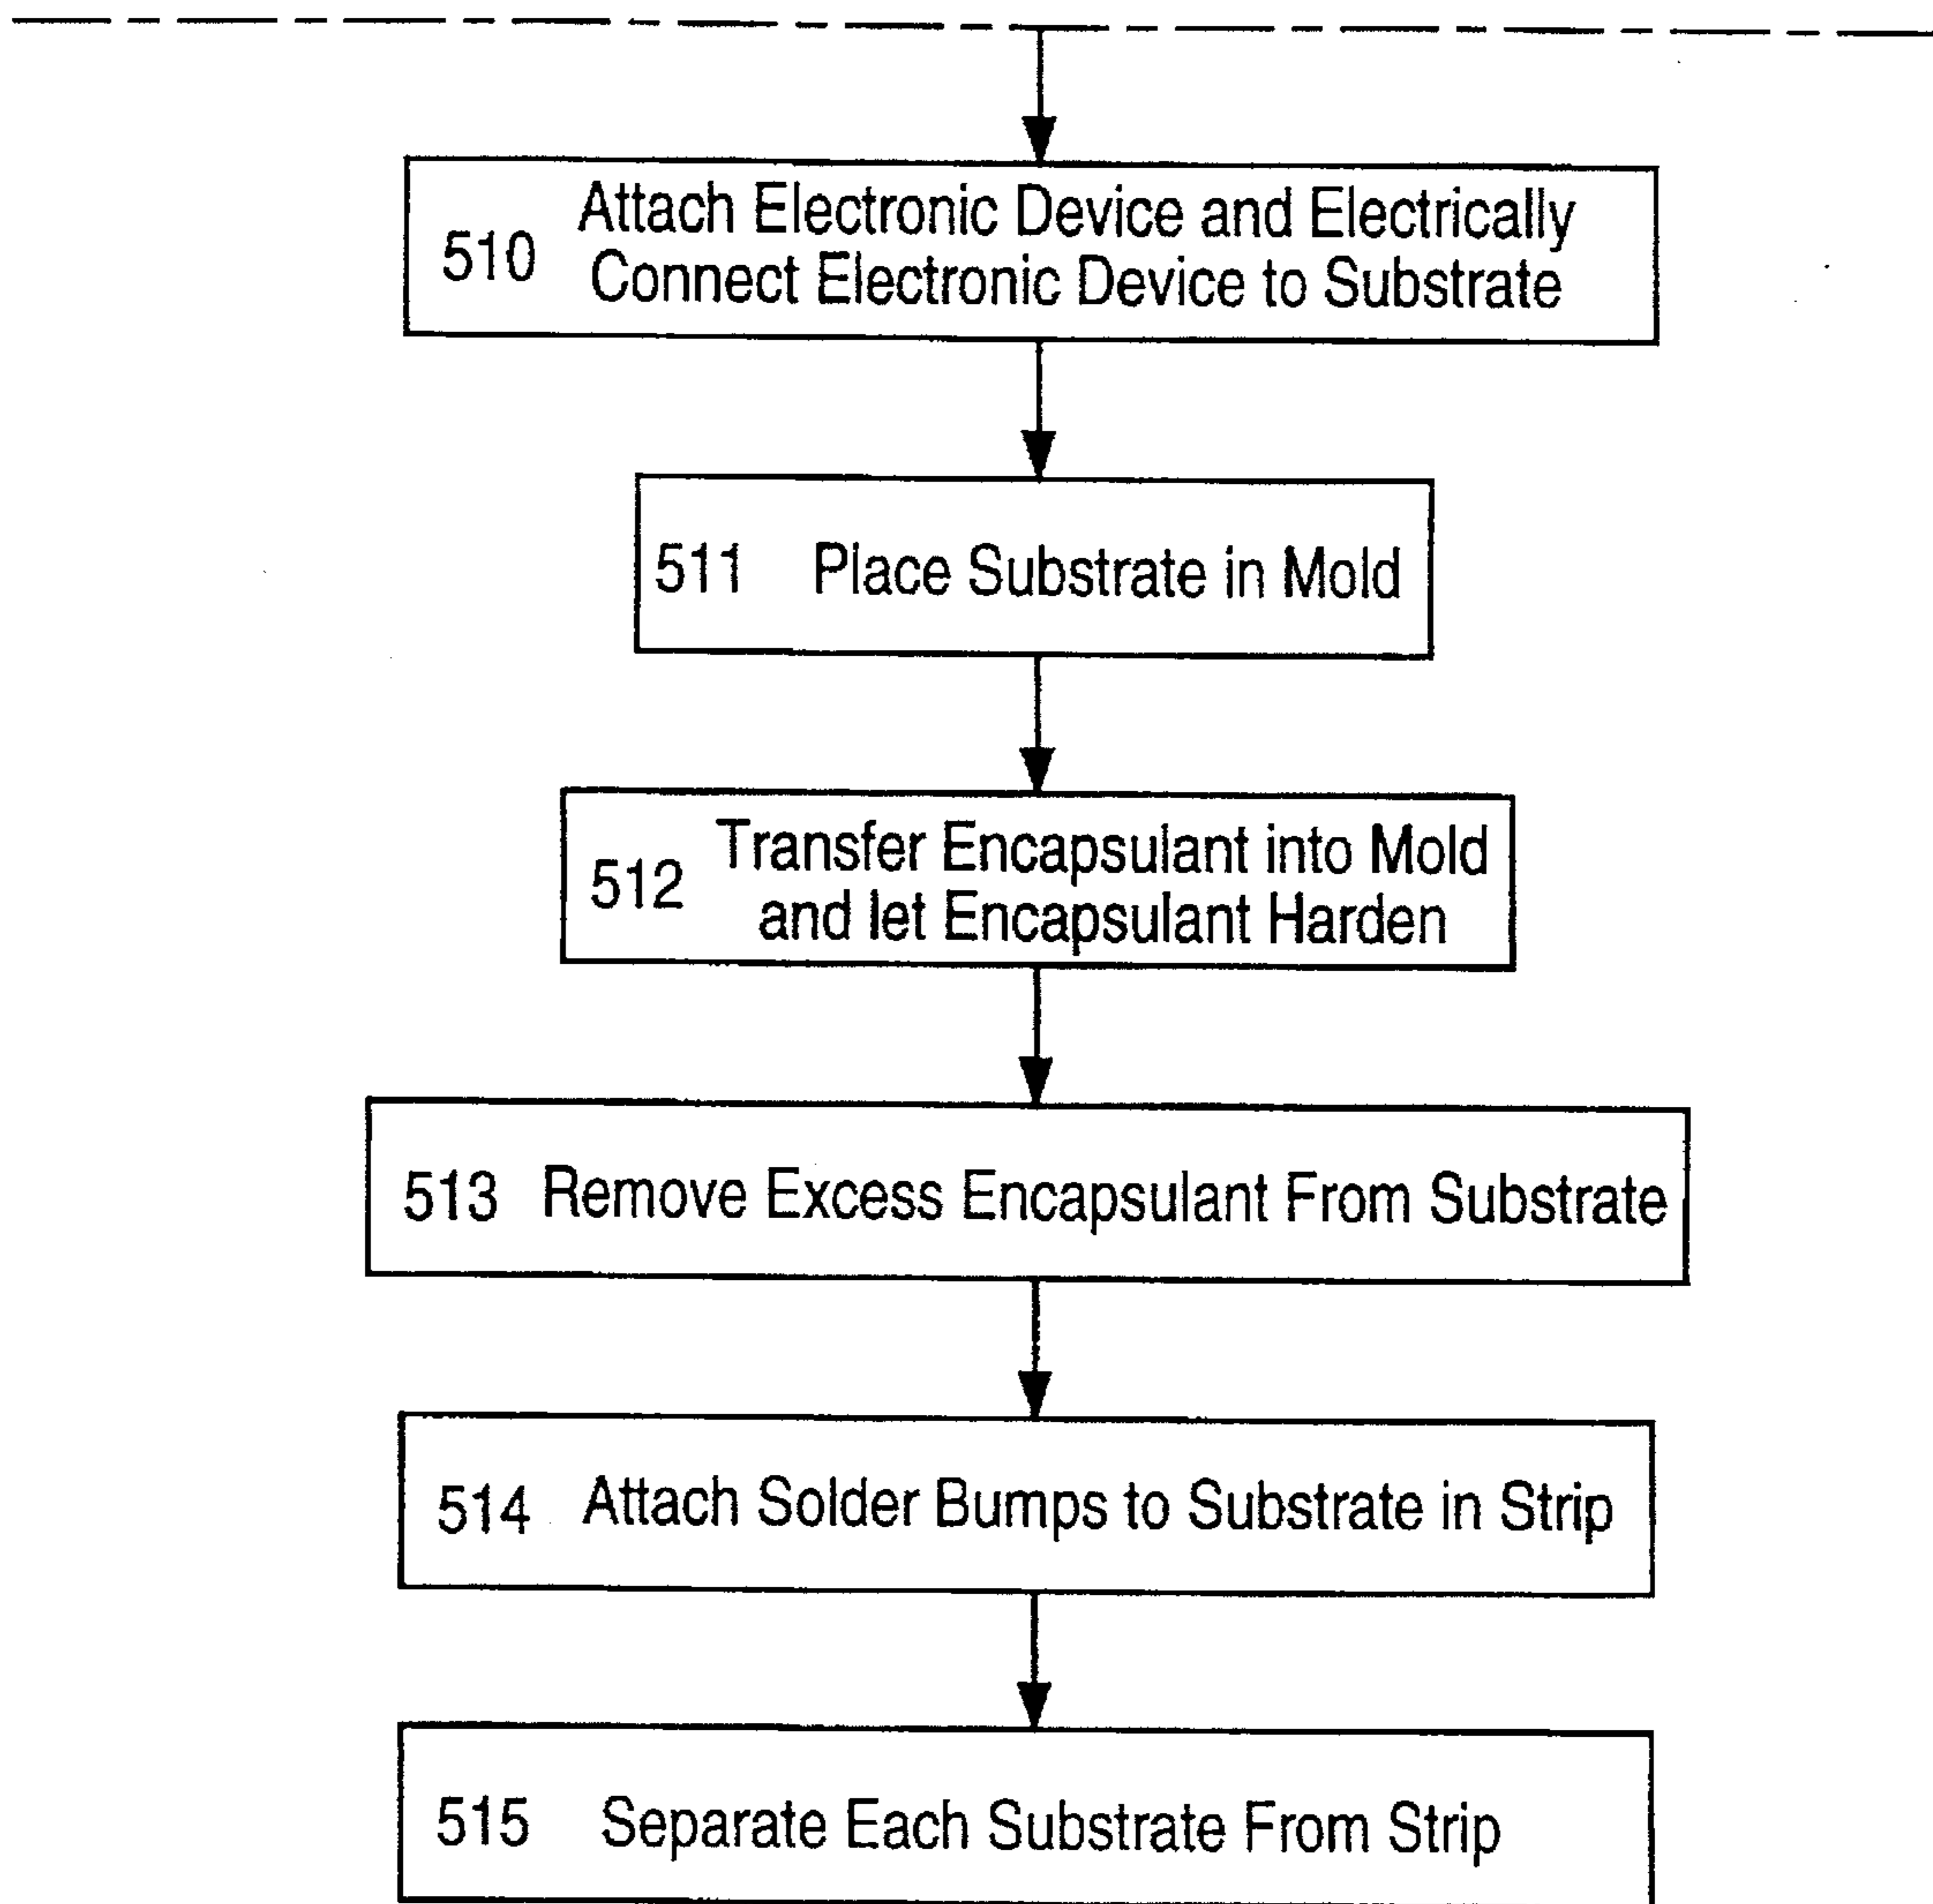 510 Attach Electronic Device and Electrically
Connect Electronic Device to Substrate
511 Place Substrate in Mold
512 Transfer Encapsulant into Mold
and let Encapsulant Harden
513 Remove Excess Encapsulant From Substrate
514 Attach Solder Bumps to Substrate in Strip
515 Separate Each Substrate From Strip